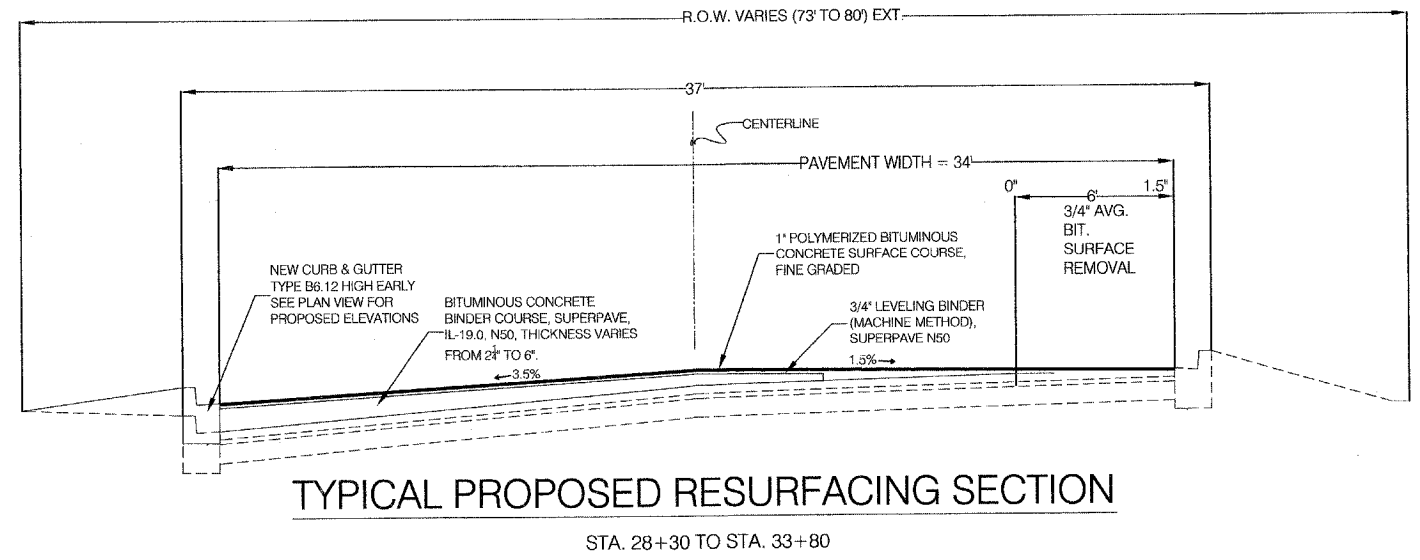 R.O.W. VARIES (73' TO 80') EXT.
37'
CENTERLINE
PAVEMENT WIDTH = 34'
0"
6'
1.5"
3/4" AVG.
BIT.
SURFACE
REMOVAL
1" POLYMERIZED BITUMINOUS
CONCRETE SURFACE COURSE,
FINE GRADED
NEW CURB & GUTTER
TYPE B6.12 HIGH EARLY
SEE PLAN VIEW FOR
PROPOSED ELEVATIONS
BITUMINOUS CONCRETE
BINDER COURSE, SUPERPAVE,
IL-19.0, N50, THICKNESS VARIES
FROM 2¼" TO 6".
3/4" LEVELING BINDER
(MACHINE METHOD),
SUPERPAVE N50
←3.5%
1.5%→
TYPICAL PROPOSED RESURFACING SECTION
STA. 28+30 TO STA. 33+80